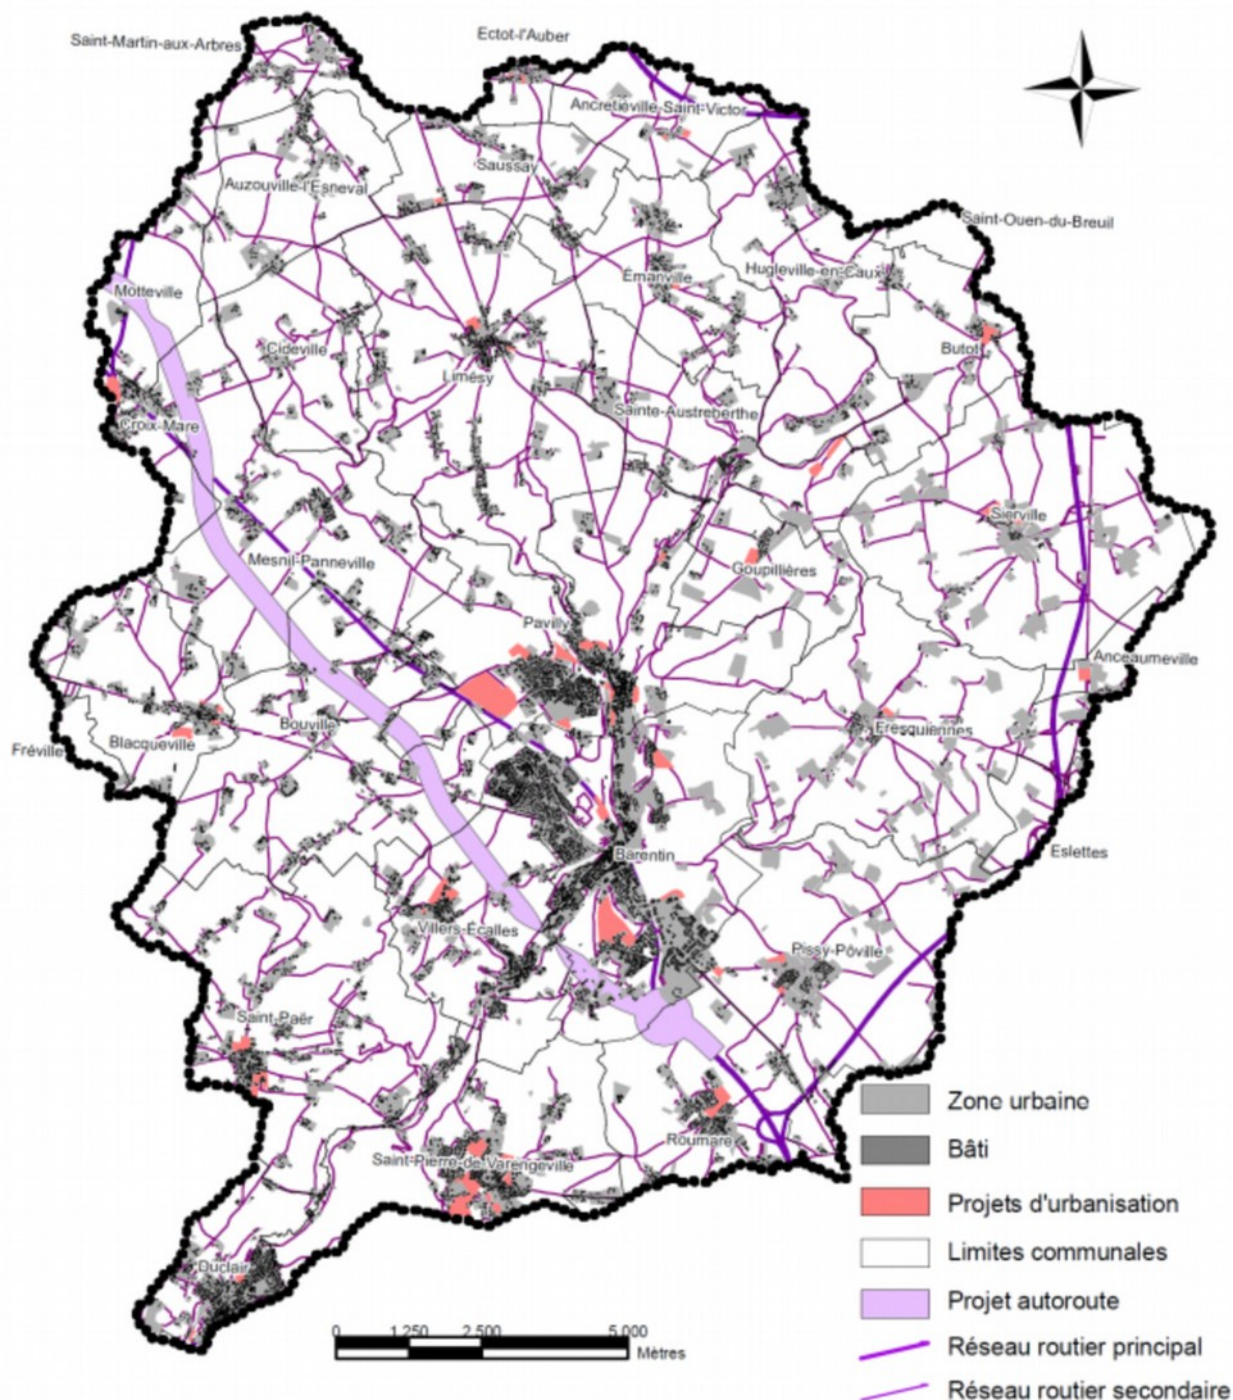 Saint-Martin-aux-Arbres
Ectot-l'Auber
Ancretiéville-Saint-Victor
Saussay
Auzouville-l'Esneval
Saint-Ouen-du-Breuil
Émanville
Hugleville-en-Caux
Motteville
Cideville
Butot
Limésy
Sainte-Austreberthe
Croix-Mare
Sierville
Mesnil-Panneville
Goupillières
Pavilly
Anceaumeville
Bouville
Fresquiennes
Blacqueville
Fréville
Barentin
Eslettes
Villers-Écalles
Pissy-Pôville
Saint-Paër
Roumare
Saint-Pierre-de-Varengeville
Duclair
Zone urbaine
Bâti
Projets d'urbanisation
Limites communales
Projet autoroute
Réseau routier principal
Réseau routier secondaire
0 1.250 2.500 5.000
Mètres